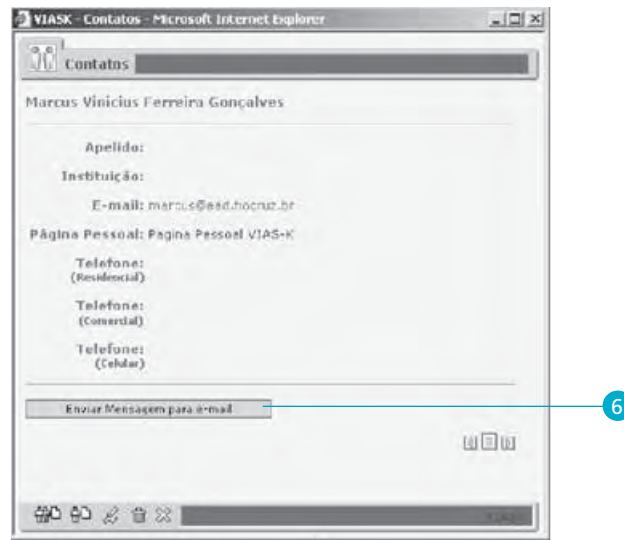 VIASK - Contatos - Microsoft Internet Explorer
Contatos
Marcus Vinicius Ferreira Gonçalves
Apelido:
Instituição:
E-mail: marcus@ead.fiocruz.br
Página Pessoal: Pagina Pessoal VIAS-K
Telefone:
(Residencial)
Telefone:
(Comercial)
Telefone:
(Celular)
Enviar Mensagem para e-mail
6